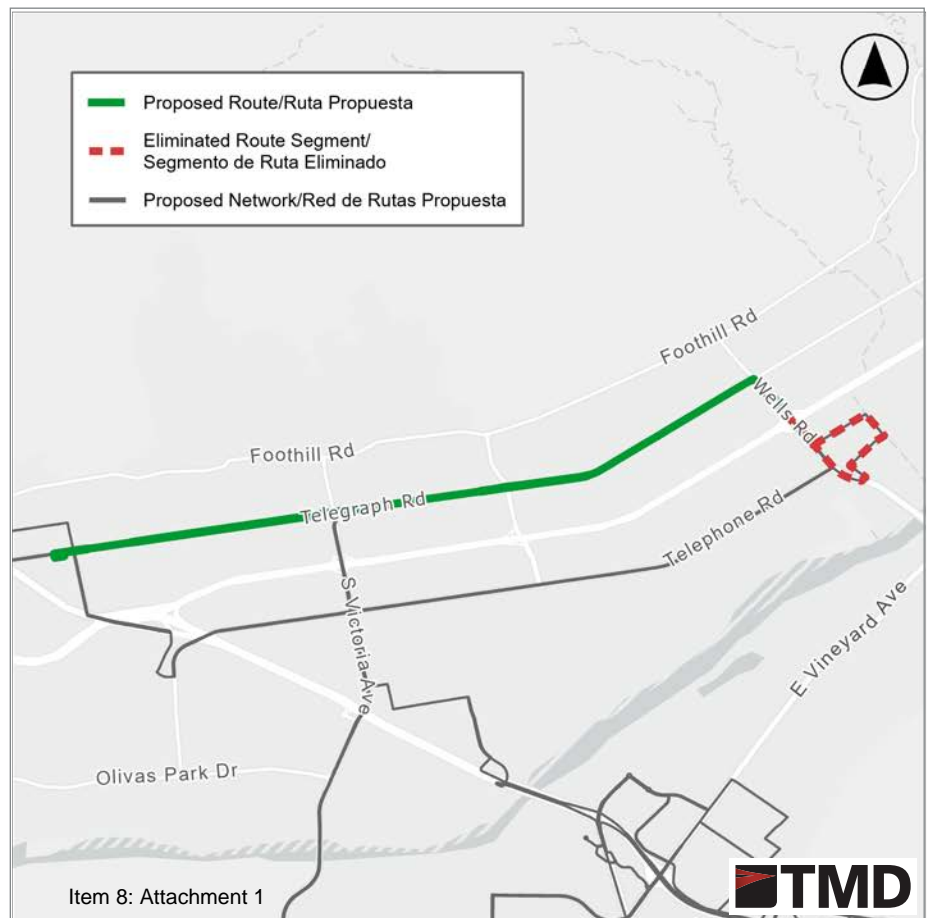 Proposed Route/Ruta Propuesta
Eliminated Route Segment/
Segmento de Ruta Eliminado
Proposed Network/Red de Rutas Propuesta
Foothill Rd
Wells Rd
Foothill Rd
Telegraph Rd
Telephone Rd
S Victoria Ave
E Vineyard Ave
Olivas Park Dr
Item 8: Attachment 1
TMD